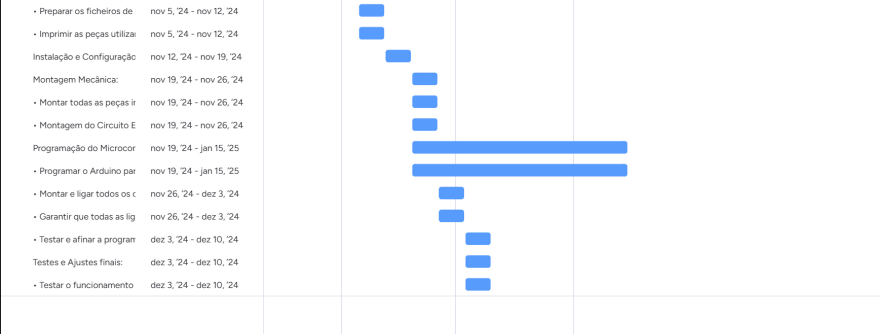 • Preparar os ficheiros de nov 5, '24 - nov 12, '24
• Imprimir as peças nov 5, '24 - nov 12, '24
Instalação e Configuração nov 12, '24 - nov 19, '24
Montagem Mecânica: nov 19, '24 - nov 26, '24
• Montar todas as peças nov 19, '24 - nov 26, '24
• Montagem do Circuito E nov 19, '24 - nov 26, '24
Programação do nov 19, '24 - jan 15, '25
• Programar o Arduino par nov 19, '24 - jan 15, '25
• Montar e ligar todos os nov 26, '24 - dez 3, '24
• Garantir que todas as lig nov 26, '24 - dez 3, '24
• Testar e afinar a program dez 3, '24 - dez 10, '24
Testes e Ajustes finais: dez 3, '24 - dez 10, '24
• Testar o funcionamento dez 3, '24 - dez 10, '24